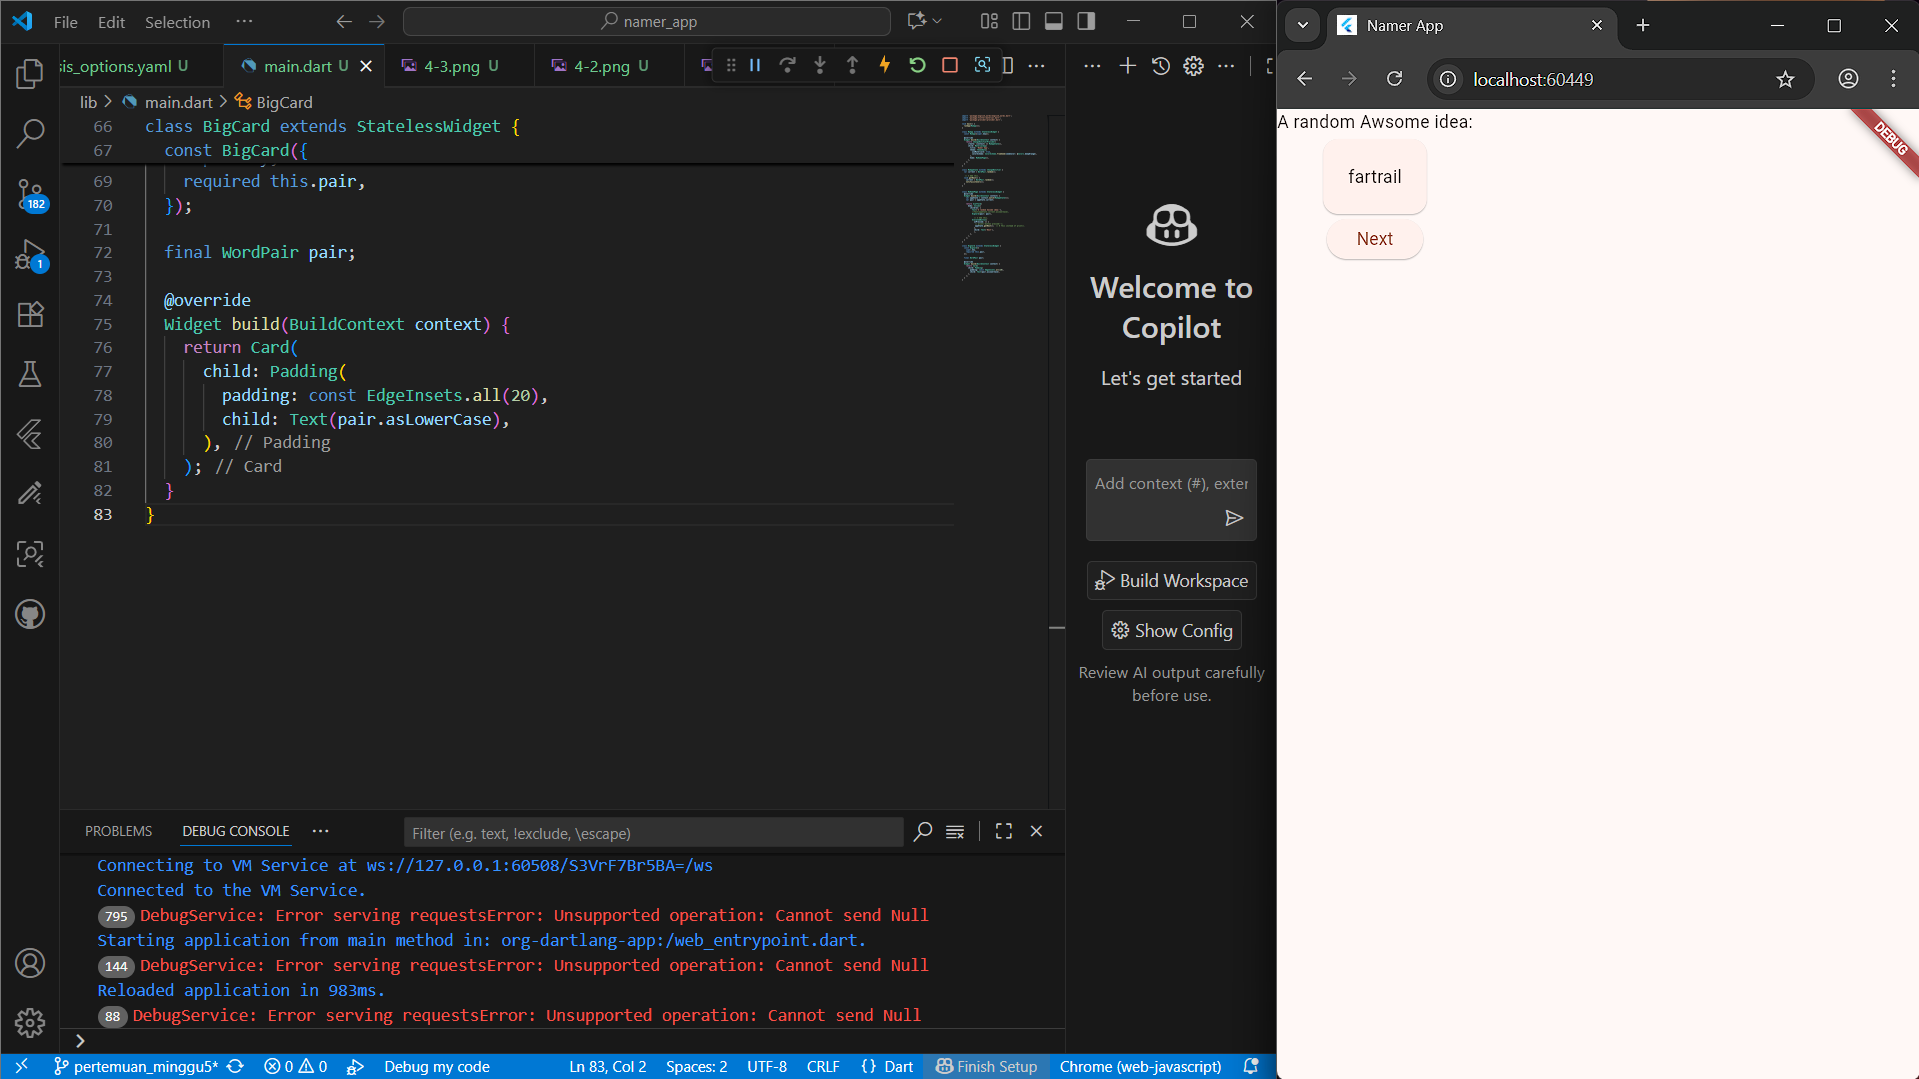 File Edit Selection ··· namer_app
sis_options.yaml U main.dart U 4-3.png U 4-2.png U
lib > main.dart > BigCard
66 class BigCard extends StatelessWidget {
67 const BigCard({
69 required this.pair,
70 });
71
72 final WordPair pair;
73
74 @override
75 Widget build(BuildContext context) {
76 return Card(
77 child: Padding(
78 padding: const EdgeInsets.all(20),
79 child: Text(pair.asLowerCase),
80 ), // Padding
81 ); // Card
82 }
83 }
182
1
Welcome to
Copilot
Let's get started
Add context (#), exter
Build Workspace
Show Config
Review AI output carefully
before use.
PROBLEMS DEBUG CONSOLE ···
Filter (e.g. text, !exclude, \escape)
Connecting to VM Service at ws://127.0.0.1:60508/S3VrF7Br5BA=/ws
Connected to the VM Service.
795 DebugService: Error serving requestsError: Unsupported operation: Cannot send Null
Starting application from main method in: org-dartlang-app:/web_entrypoint.dart.
144 DebugService: Error serving requestsError: Unsupported operation: Cannot send Null
Reloaded application in 983ms.
88 DebugService: Error serving requestsError: Unsupported operation: Cannot send Null
pertemuan_minggu5* 0 0 Debug my code Ln 83, Col 2 Spaces: 2 UTF-8 CRLF {} Dart Finish Setup Chrome (web-javascript)
Namer App
localhost:60449
A random Awsome idea:
DEBUG
fartrail
Next